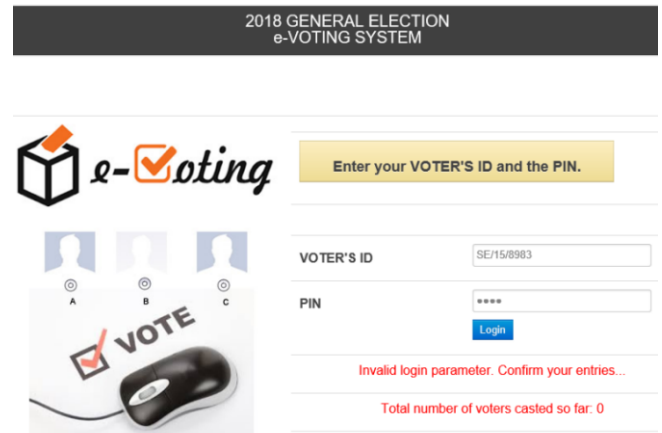 2018 GENERAL ELECTION
e-VOTING SYSTEM
e-Voting
Enter your VOTER'S ID and the PIN.
VOTER'S ID
SE/15/8983
A B C
PIN
••••
VOTE
Login
Invalid login parameter. Confirm your entries...
Total number of voters casted so far: 0